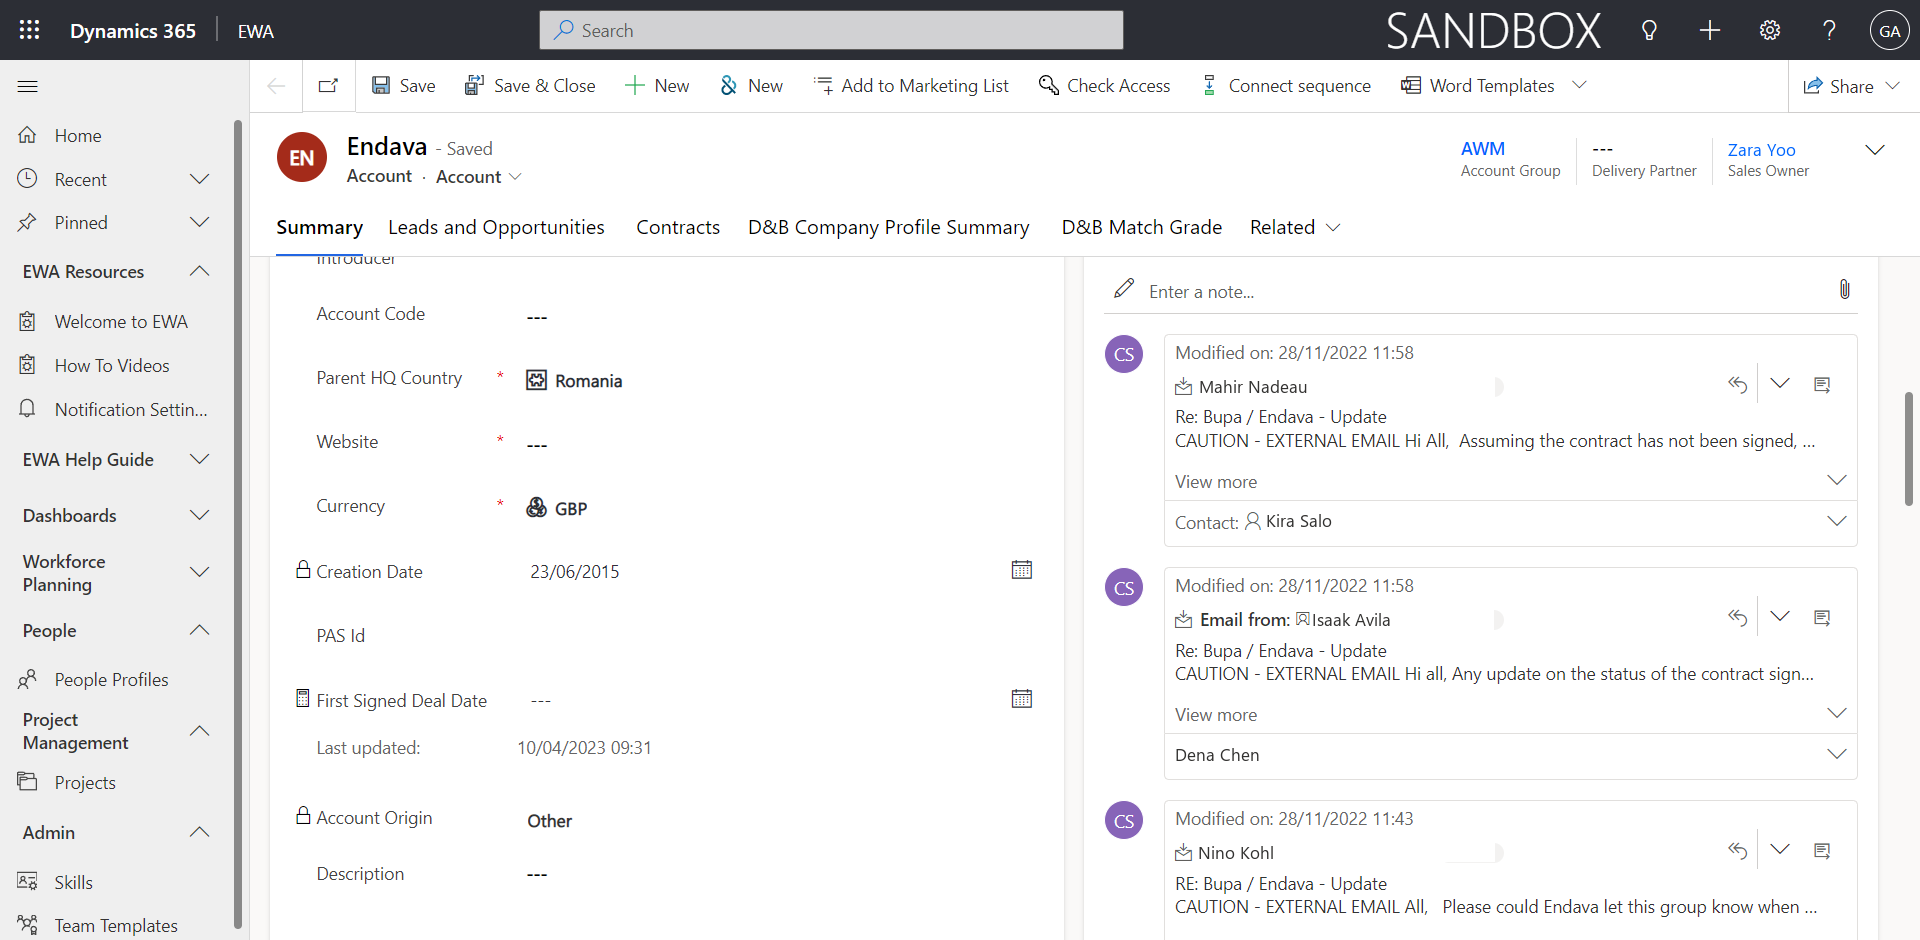 Dynamics 365
EWA
Search
SANDBOX
GA
Save
Save & Close
New
New
Add to Marketing List
Check Access
Connect sequence
Word Templates
Share
Home
Recent
Pinned
EWA Resources
Welcome to EWA
How To Videos
Notification Settin...
EWA Help Guide
Dashboards
Workforce
Planning
People
People Profiles
Project
Management
Projects
Admin
Skills
Team Templates
EN
Endava - Saved
Account · Account
AWM
Account Group
---
Delivery Partner
Zara Yoo
Sales Owner
Summary
Leads and Opportunities
Contracts
D&B Company Profile Summary
D&B Match Grade
Related
Introducer
Account Code ---
Parent HQ Country * Romania
Website * ---
Currency * GBP
Creation Date 23/06/2015
PAS Id
First Signed Deal Date ---
Last updated: 10/04/2023 09:31
Account Origin Other
Description ---
Enter a note...
CS
Modified on: 28/11/2022 11:58
Mahir Nadeau
Re: Bupa / Endava - Update
CAUTION - EXTERNAL EMAIL Hi All, Assuming the contract has not been signed, ...
View more
Contact: Kira Salo
CS
Modified on: 28/11/2022 11:58
Email from: Isaak Avila
Re: Bupa / Endava - Update
CAUTION - EXTERNAL EMAIL Hi all, Any update on the status of the contract sign...
View more
Dena Chen
CS
Modified on: 28/11/2022 11:43
Nino Kohl
RE: Bupa / Endava - Update
CAUTION - EXTERNAL EMAIL All, Please could Endava let this group know when ...